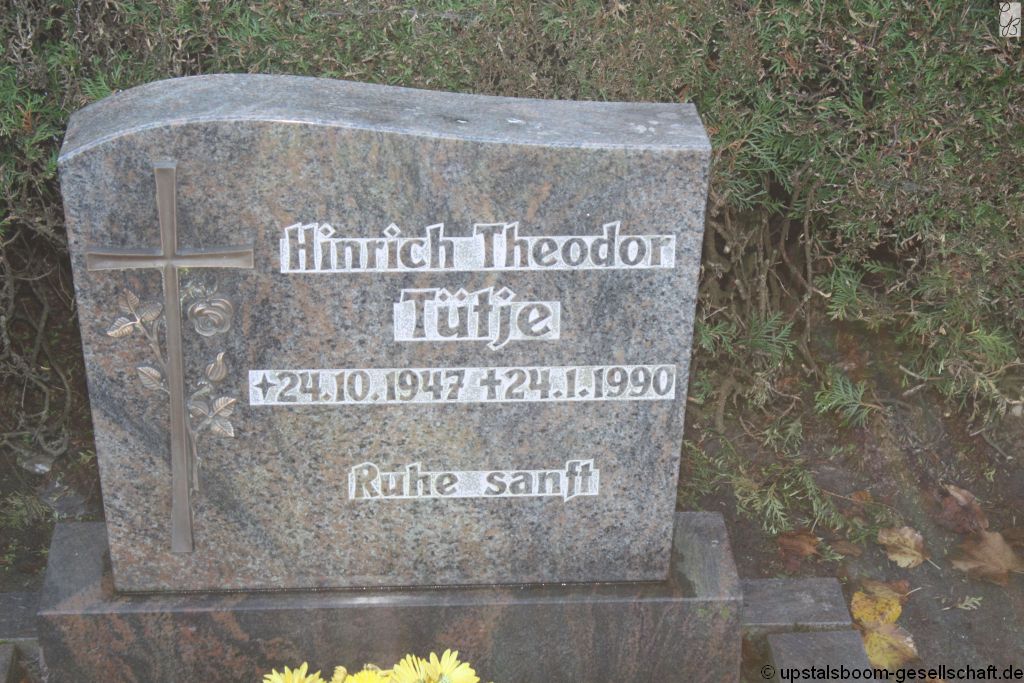 Hinrich Theodor
Tütje
✦24.10.1947 ✝24.1.1990
Ruhe sanft
© upstalsboom-gesellschaft.de